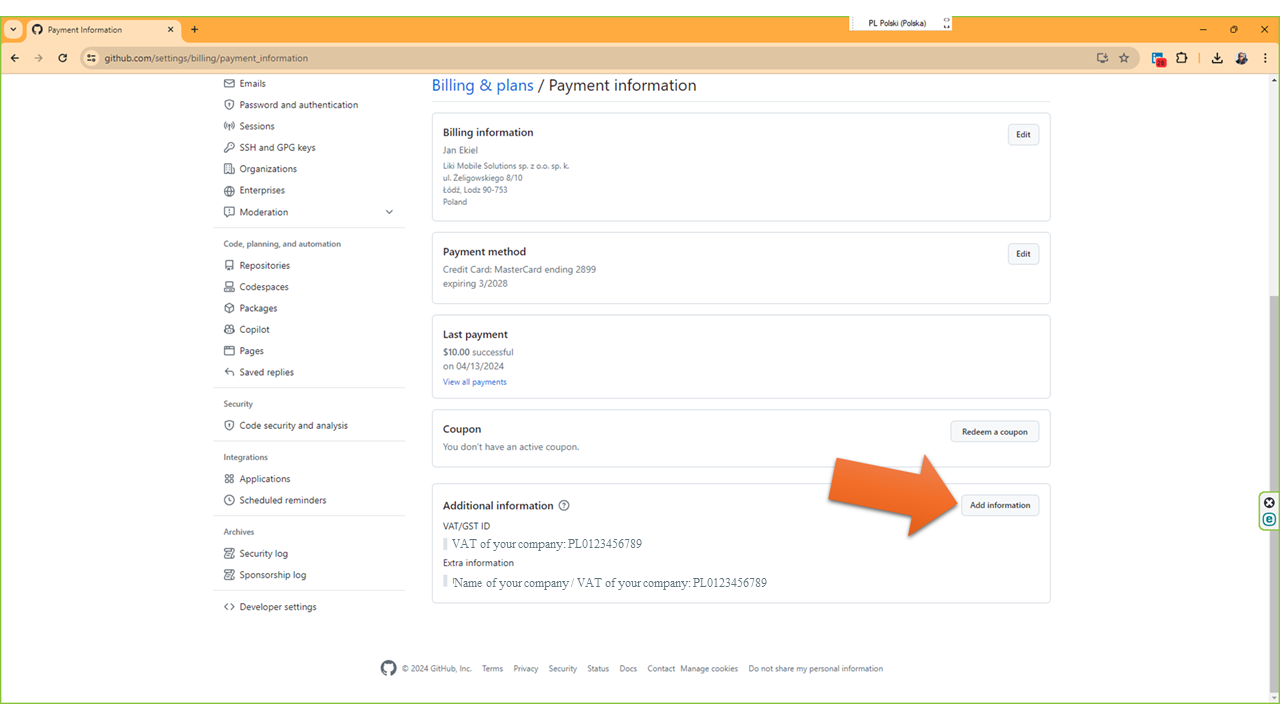 PL Polski (Polska)
Payment Information
github.com/settings/billing/payment_information
28
Emails
Password and authentication
Sessions
SSH and GPG keys
Organizations
Enterprises
Moderation
Code, planning, and automation
Repositories
Codespaces
Packages
Copilot
Pages
Saved replies
Security
Code security and analysis
Integrations
Applications
Scheduled reminders
Archives
Security log
Sponsorship log
Developer settings
Billing & plans / Payment information
Billing information
Edit
Jan Ekiel
Liki Mobile Solutions sp. z o.o. sp. k.
ul. Żeligowskiego 8/10
Łódź, Lodz 90-753
Poland
Payment method
Edit
Credit Card: MasterCard ending 2899
expiring 3/2028
Last payment
$10.00 successful
on 04/13/2024
View all payments
Coupon
Redeem a coupon
You don't have an active coupon.
Additional information
Add information
VAT/GST ID
VAT of your company: PL0123456789
Extra information
Name of your company / VAT of your company: PL0123456789
© 2024 GitHub, Inc. Terms Privacy Security Status Docs Contact Manage cookies Do not share my personal information